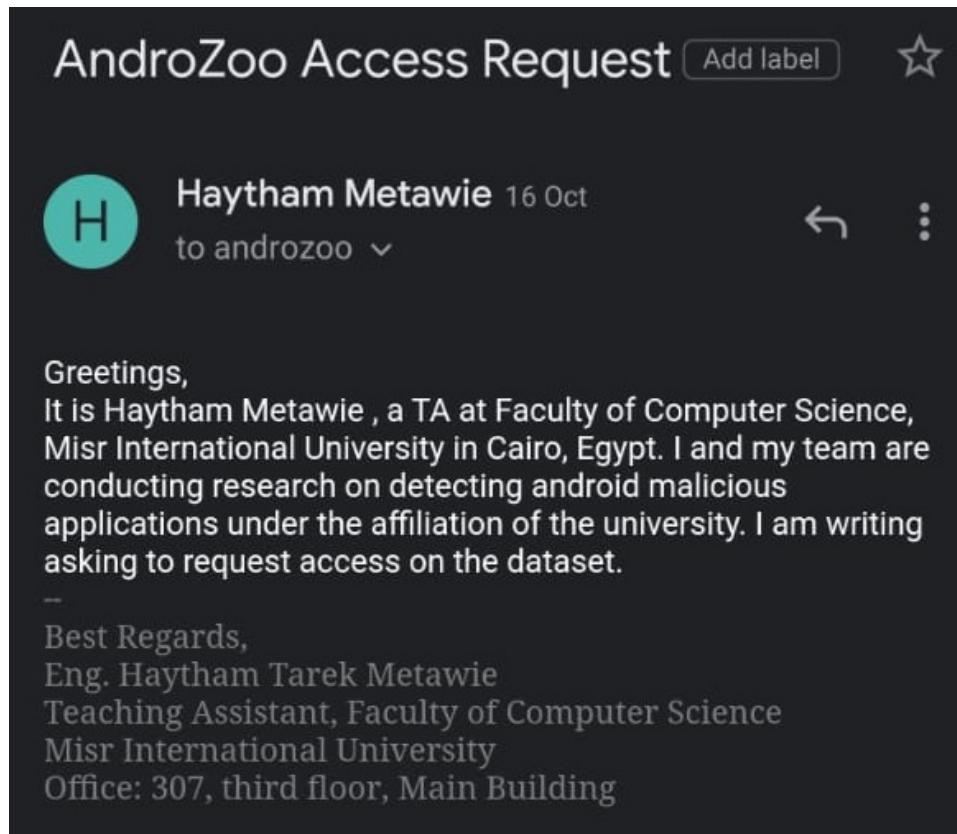 AndroZoo Access Request Add label
H
Haytham Metawie 16 Oct
to androzoo
Greetings,
It is Haytham Metawie , a TA at Faculty of Computer Science,
Misr International University in Cairo, Egypt. I and my team are
conducting research on detecting android malicious
applications under the affiliation of the university. I am writing
asking to request access on the dataset.
--
Best Regards,
Eng. Haytham Tarek Metawie
Teaching Assistant, Faculty of Computer Science
Misr International University
Office: 307, third floor, Main Building